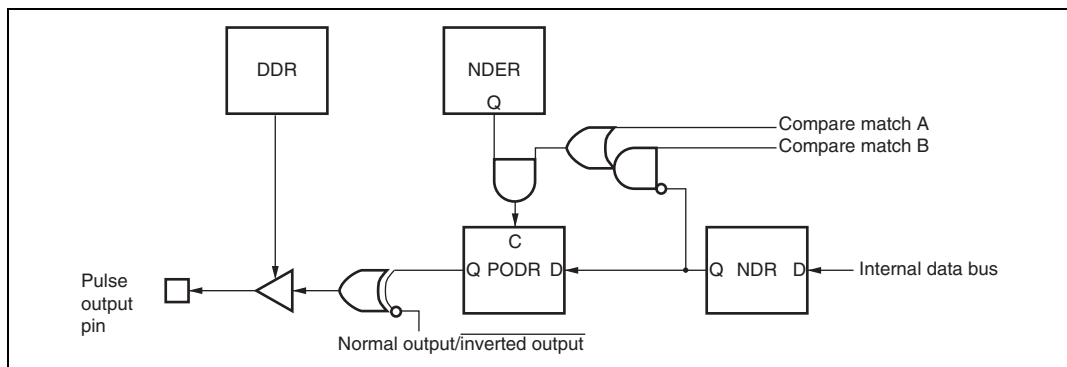 DDR
NDER
Q
Compare match A
Compare match B
C
Q PODR D
Q NDR D
Internal data bus
Pulse
output
pin
Normal output/inverted output